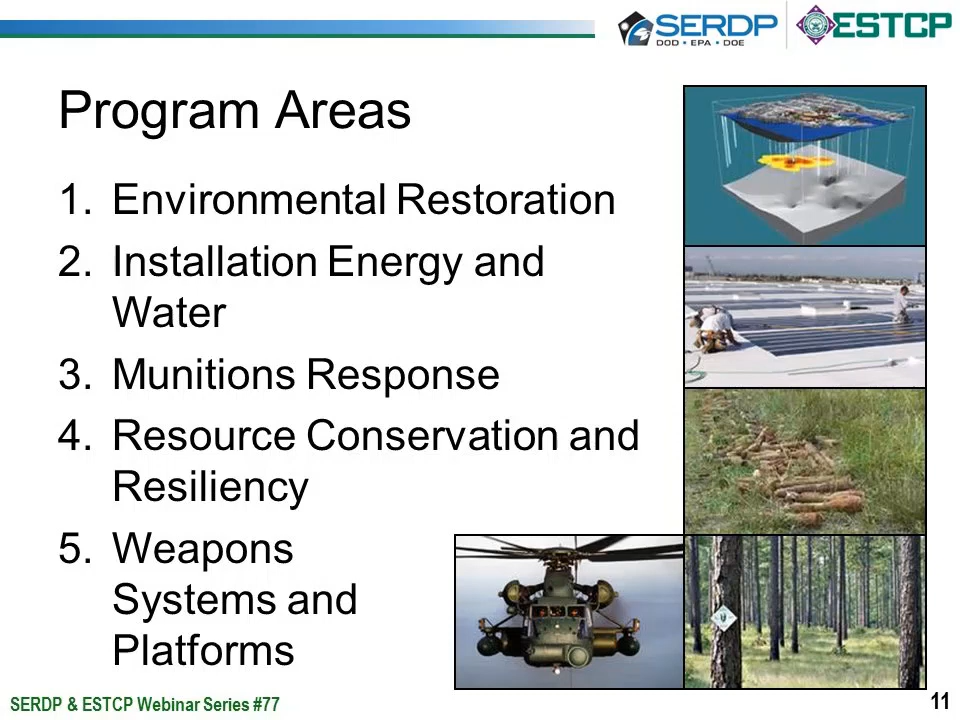 SERDP
DOD • EPA • DOE
ESTCP
Program Areas
1. Environmental Restoration
2. Installation Energy and
Water
3. Munitions Response
4. Resource Conservation and
Resiliency
5. Weapons
Systems and
Platforms
SERDP & ESTCP Webinar Series #77
11